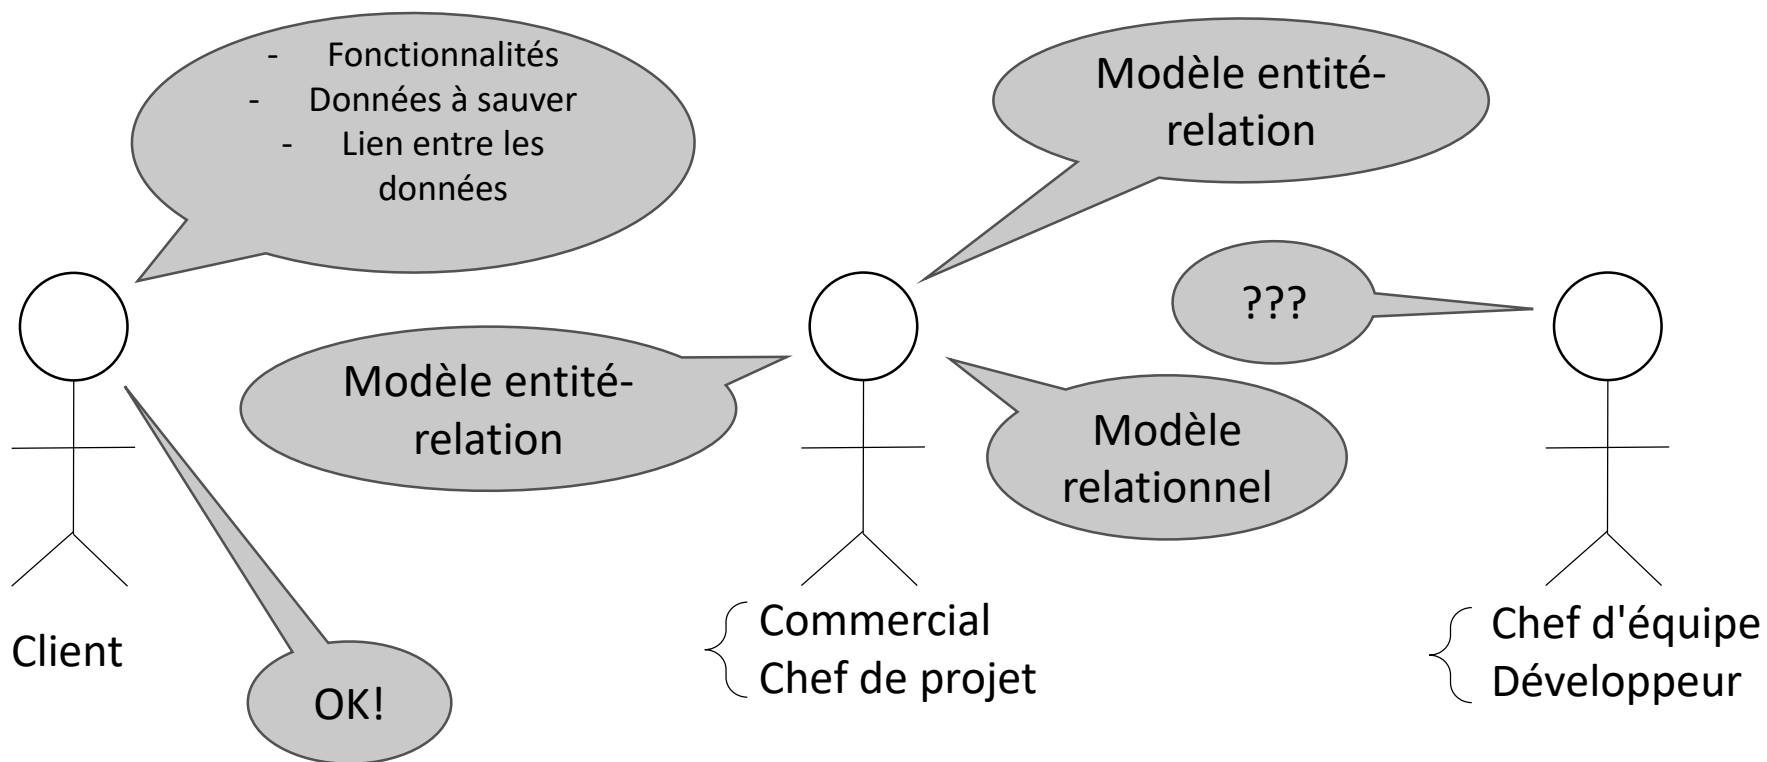 - Fonctionnalités
- Données à sauver
- Lien entre les
données
Modèle entité-
relation
???
Modèle entité-
relation
Modèle
relationnel
OK!
Client
Commercial
Chef de projet
Chef d'équipe
Développeur